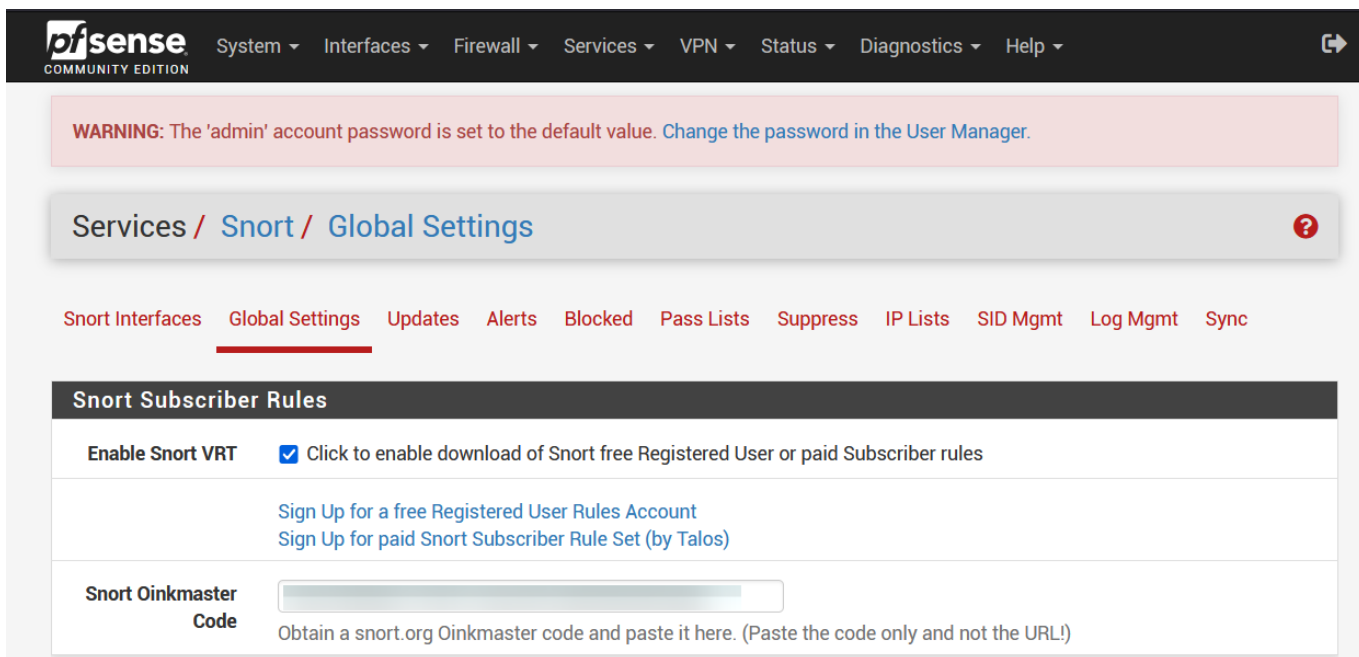 pfsense System Interfaces Firewall Services VPN Status Diagnostics Help
COMMUNITY EDITION
WARNING: The 'admin' account password is set to the default value. Change the password in the User Manager.
Services / Snort / Global Settings
Snort Interfaces Global Settings Updates Alerts Blocked Pass Lists Suppress IP Lists SID Mgmt Log Mgmt Sync
Snort Subscriber Rules
Enable Snort VRT Click to enable download of Snort free Registered User or paid Subscriber rules
Sign Up for a free Registered User Rules Account
Sign Up for paid Snort Subscriber Rule Set (by Talos)
Snort Oinkmaster
Code
Obtain a snort.org Oinkmaster code and paste it here. (Paste the code only and not the URL!)